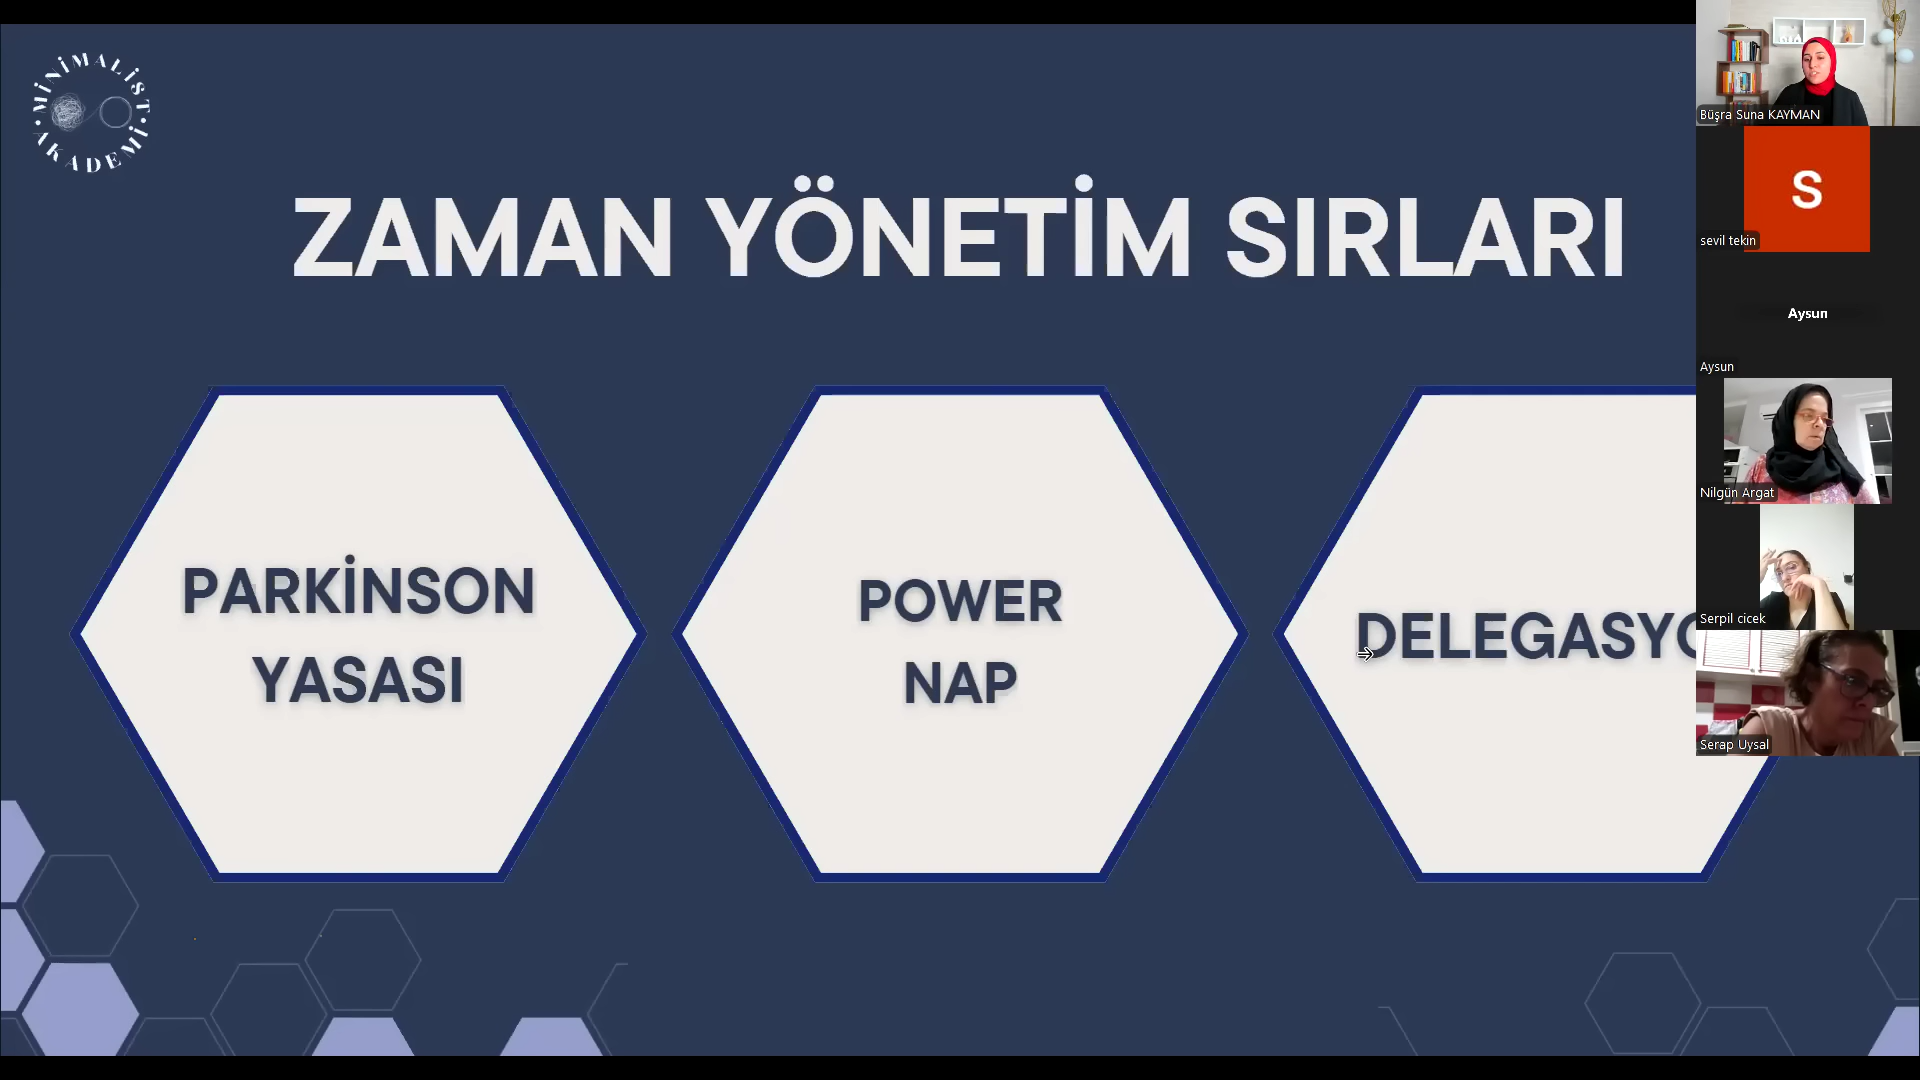 MİNİMALİST
AKADEMİ
ZAMAN YÖNETİM SIRLARI
PARKİNSON
YASASI
POWER
NAP
DELEGASYO
Büşra Suna KAYMAN
S
sevil tekin
Aysun
Aysun
Nilgün Argat
Serpil cicek
Serap Uysal